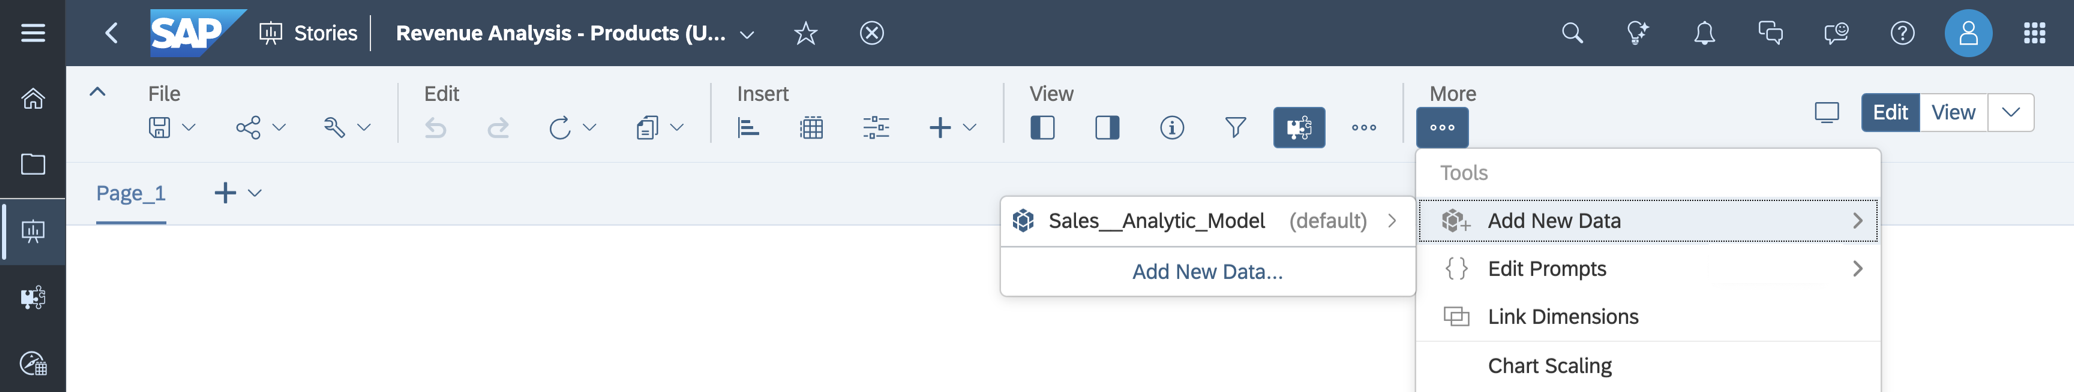 SAP Stories Revenue Analysis - Products (U...
File Edit Insert View More
Edit View
Tools
Page_1
Sales__Analytic_Model (default) Add New Data
Add New Data...
Edit Prompts
Link Dimensions
Chart Scaling